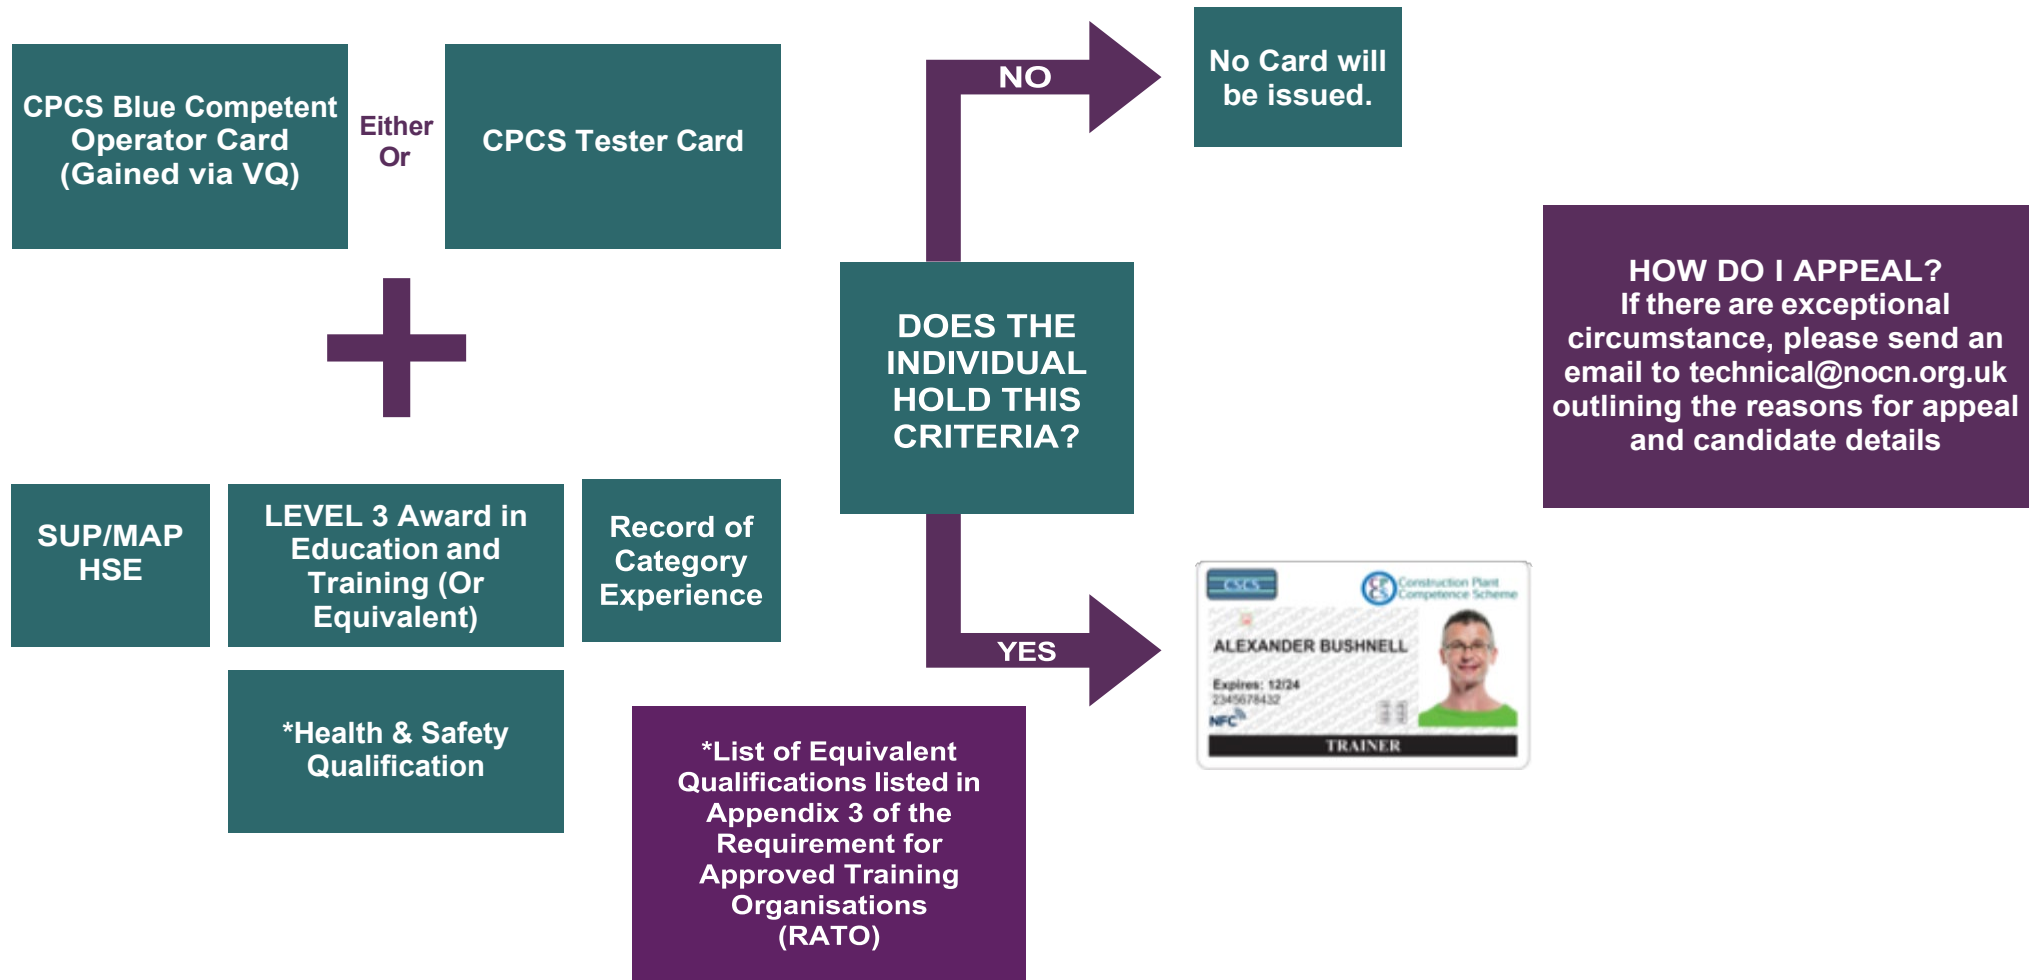 CPCS Blue Competent
Operator Card
(Gained via VQ)
Either
Or
CPCS Tester Card
SUP/MAP
HSE
LEVEL 3 Award in
Education and
Training (Or
Equivalent)
Record of
Category
Experience
*Health & Safety
Qualification
*List of Equivalent
Qualifications listed in
Appendix 3 of the
Requirement for
Approved Training
Organisations
(RATO)
DOES THE
INDIVIDUAL
HOLD THIS
CRITERIA?
NO
No Card will
be issued.
YES
CSCS
CPCS
Construction Plant
Competence Scheme
ALEXANDER BUSHNELL
Expires: 12/24
2345678432
NFC
TRAINER
HOW DO I APPEAL?
If there are exceptional
circumstance, please send an
email to technical@nocn.org.uk
outlining the reasons for appeal
and candidate details